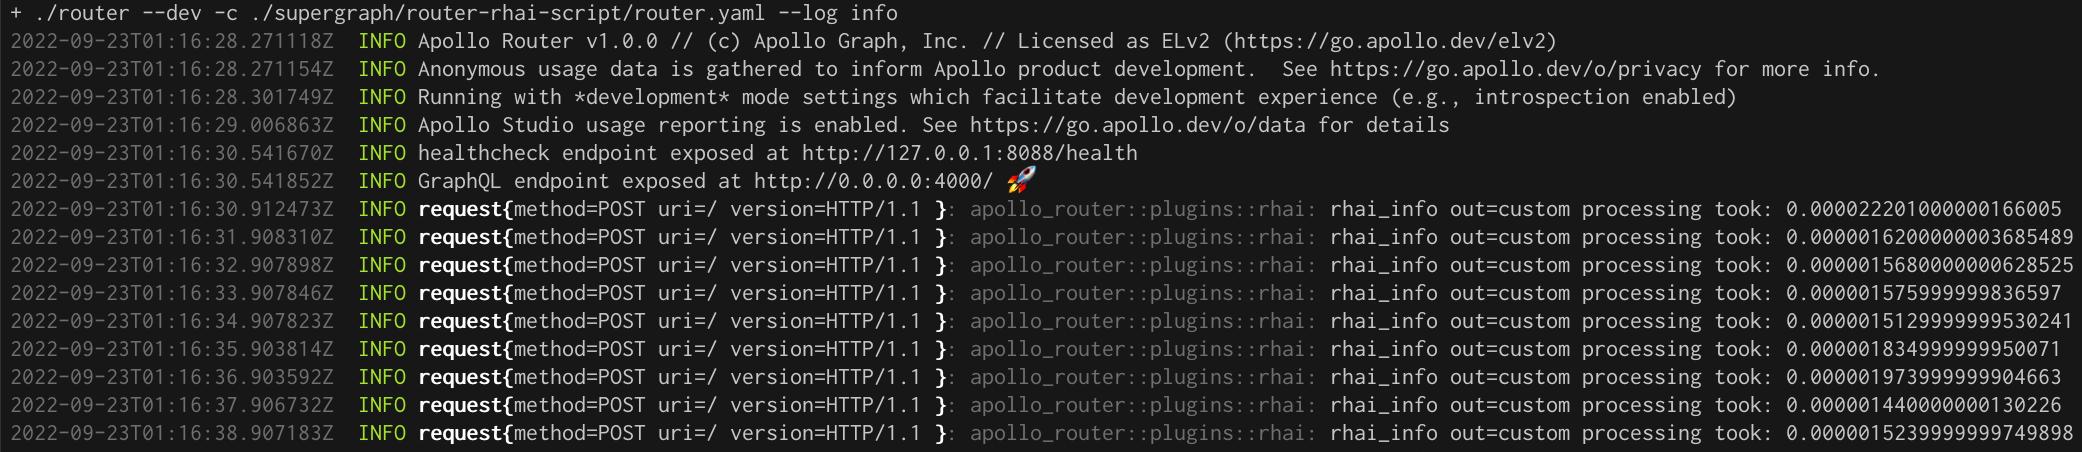 + ./router --dev -c ./supergraph/router-rhai-script/router.yaml --log info
2022-09-23T01:16:28.271118Z  INFO Apollo Router v1.0.0 // (c) Apollo Graph, Inc. // Licensed as ELv2 (https://go.apollo.dev/elv2)
2022-09-23T01:16:28.271154Z  INFO Anonymous usage data is gathered to inform Apollo product development.  See https://go.apollo.dev/o/privacy for more info.
2022-09-23T01:16:28.301749Z  INFO Running with *development* mode settings which facilitate development experience (e.g., introspection enabled)
2022-09-23T01:16:29.006863Z  INFO Apollo Studio usage reporting is enabled. See https://go.apollo.dev/o/data for details
2022-09-23T01:16:30.541670Z  INFO healthcheck endpoint exposed at http://127.0.0.1:8088/health
2022-09-23T01:16:30.541852Z  INFO GraphQL endpoint exposed at http://0.0.0.0:4000/ 🚀
2022-09-23T01:16:30.912473Z  INFO request{method=POST uri=/ version=HTTP/1.1 }: apollo_router::plugins::rhai: rhai_info out=custom processing took: 0.000022201000000166005
2022-09-23T01:16:31.908310Z  INFO request{method=POST uri=/ version=HTTP/1.1 }: apollo_router::plugins::rhai: rhai_info out=custom processing took: 0.0000016200000003685489
2022-09-23T01:16:32.907898Z  INFO request{method=POST uri=/ version=HTTP/1.1 }: apollo_router::plugins::rhai: rhai_info out=custom processing took: 0.0000015680000000628525
2022-09-23T01:16:33.907846Z  INFO request{method=POST uri=/ version=HTTP/1.1 }: apollo_router::plugins::rhai: rhai_info out=custom processing took: 0.000001575999999836597
2022-09-23T01:16:34.907823Z  INFO request{method=POST uri=/ version=HTTP/1.1 }: apollo_router::plugins::rhai: rhai_info out=custom processing took: 0.0000015129999999530241
2022-09-23T01:16:35.903814Z  INFO request{method=POST uri=/ version=HTTP/1.1 }: apollo_router::plugins::rhai: rhai_info out=custom processing took: 0.000001834999999950071
2022-09-23T01:16:36.903592Z  INFO request{method=POST uri=/ version=HTTP/1.1 }: apollo_router::plugins::rhai: rhai_info out=custom processing took: 0.000001973999999904663
2022-09-23T01:16:37.906732Z  INFO request{method=POST uri=/ version=HTTP/1.1 }: apollo_router::plugins::rhai: rhai_info out=custom processing took: 0.000001440000000130226
2022-09-23T01:16:38.907183Z  INFO request{method=POST uri=/ version=HTTP/1.1 }: apollo_router::plugins::rhai: rhai_info out=custom processing took: 0.0000015239999999749898